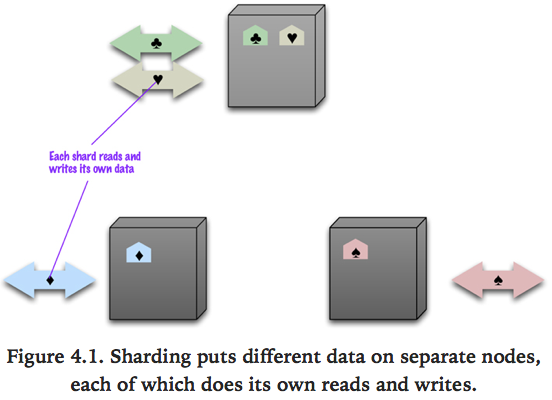 ♣
♣ ♥
♥
Each shard reads and
writes its own data
♦
♠
♦
♠
Figure 4.1. Sharding puts different data on separate nodes,
each of which does its own reads and writes.